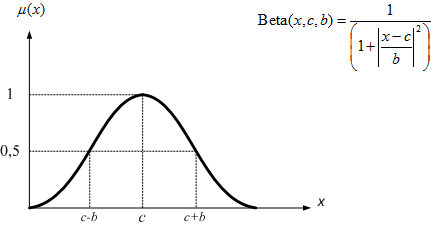 μ(x)
Beta(x,c,b) = 1 / (1+|x−c / b|²)
1
0,5
c-b
c
c+b
x